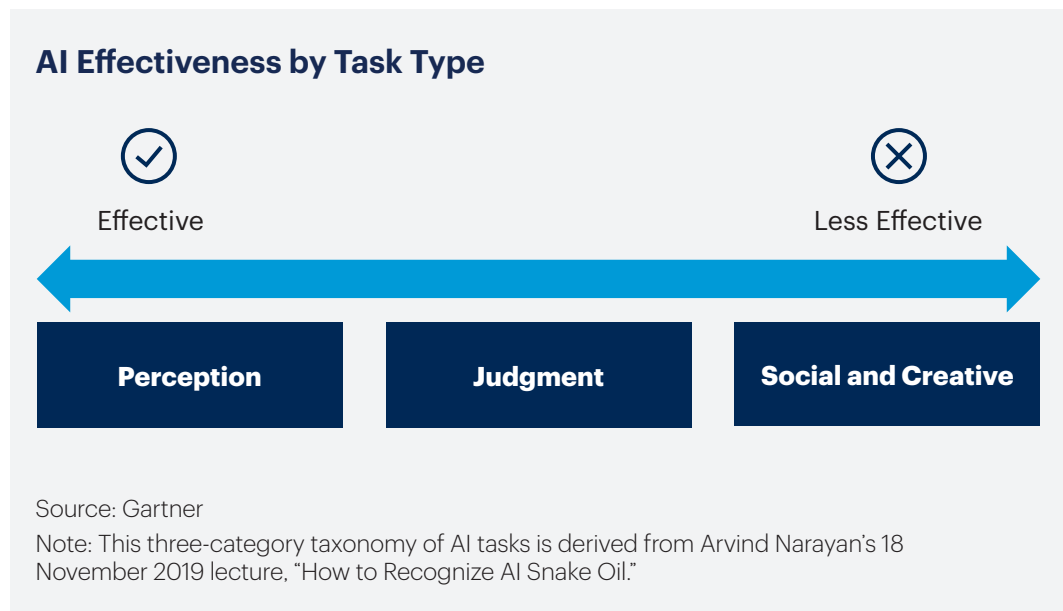 AI Effectiveness by Task Type
Effective
Less Effective
Perception
Judgment
Social and Creative
Source: Gartner
Note: This three-category taxonomy of AI tasks is derived from Arvind Narayan’s 18
November 2019 lecture, “How to Recognize AI Snake Oil.”